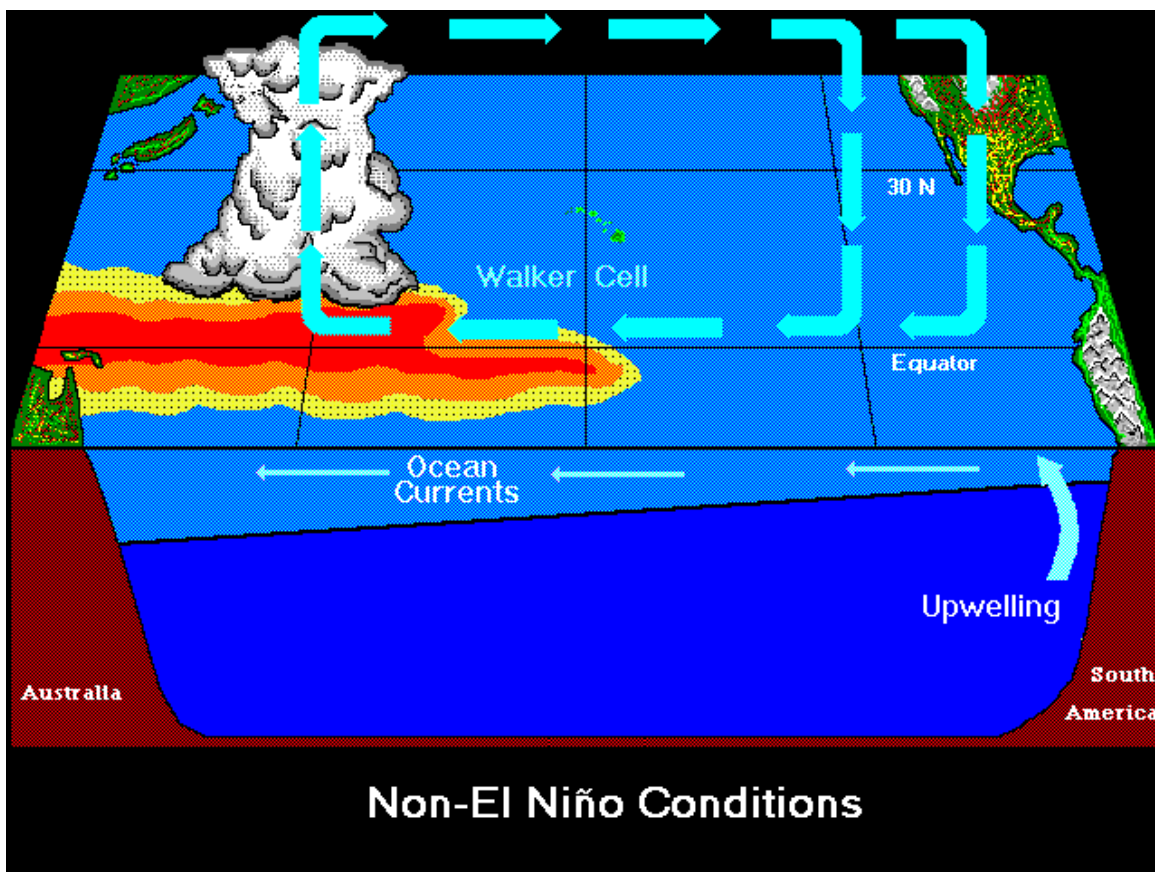 30 N
Walker Cell
Equator
Ocean
Currents
Upwelling
Australia
South
America
Non-El Niño Conditions